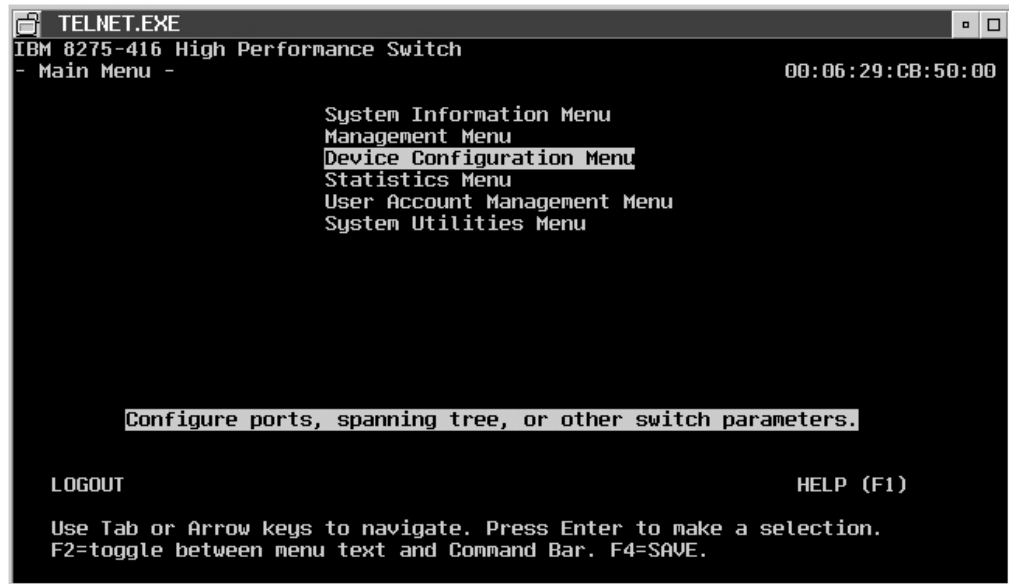 TELNET.EXE
IBM 8275-416 High Performance Switch
- Main Menu - 00:06:29:CB:50:00
System Information Menu
Management Menu
Device Configuration Menu
Statistics Menu
User Account Management Menu
System Utilities Menu
Configure ports, spanning tree, or other switch parameters.
LOGOUT HELP (F1)
Use Tab or Arrow keys to navigate. Press Enter to make a selection.
F2=toggle between menu text and Command Bar. F4=SAVE.